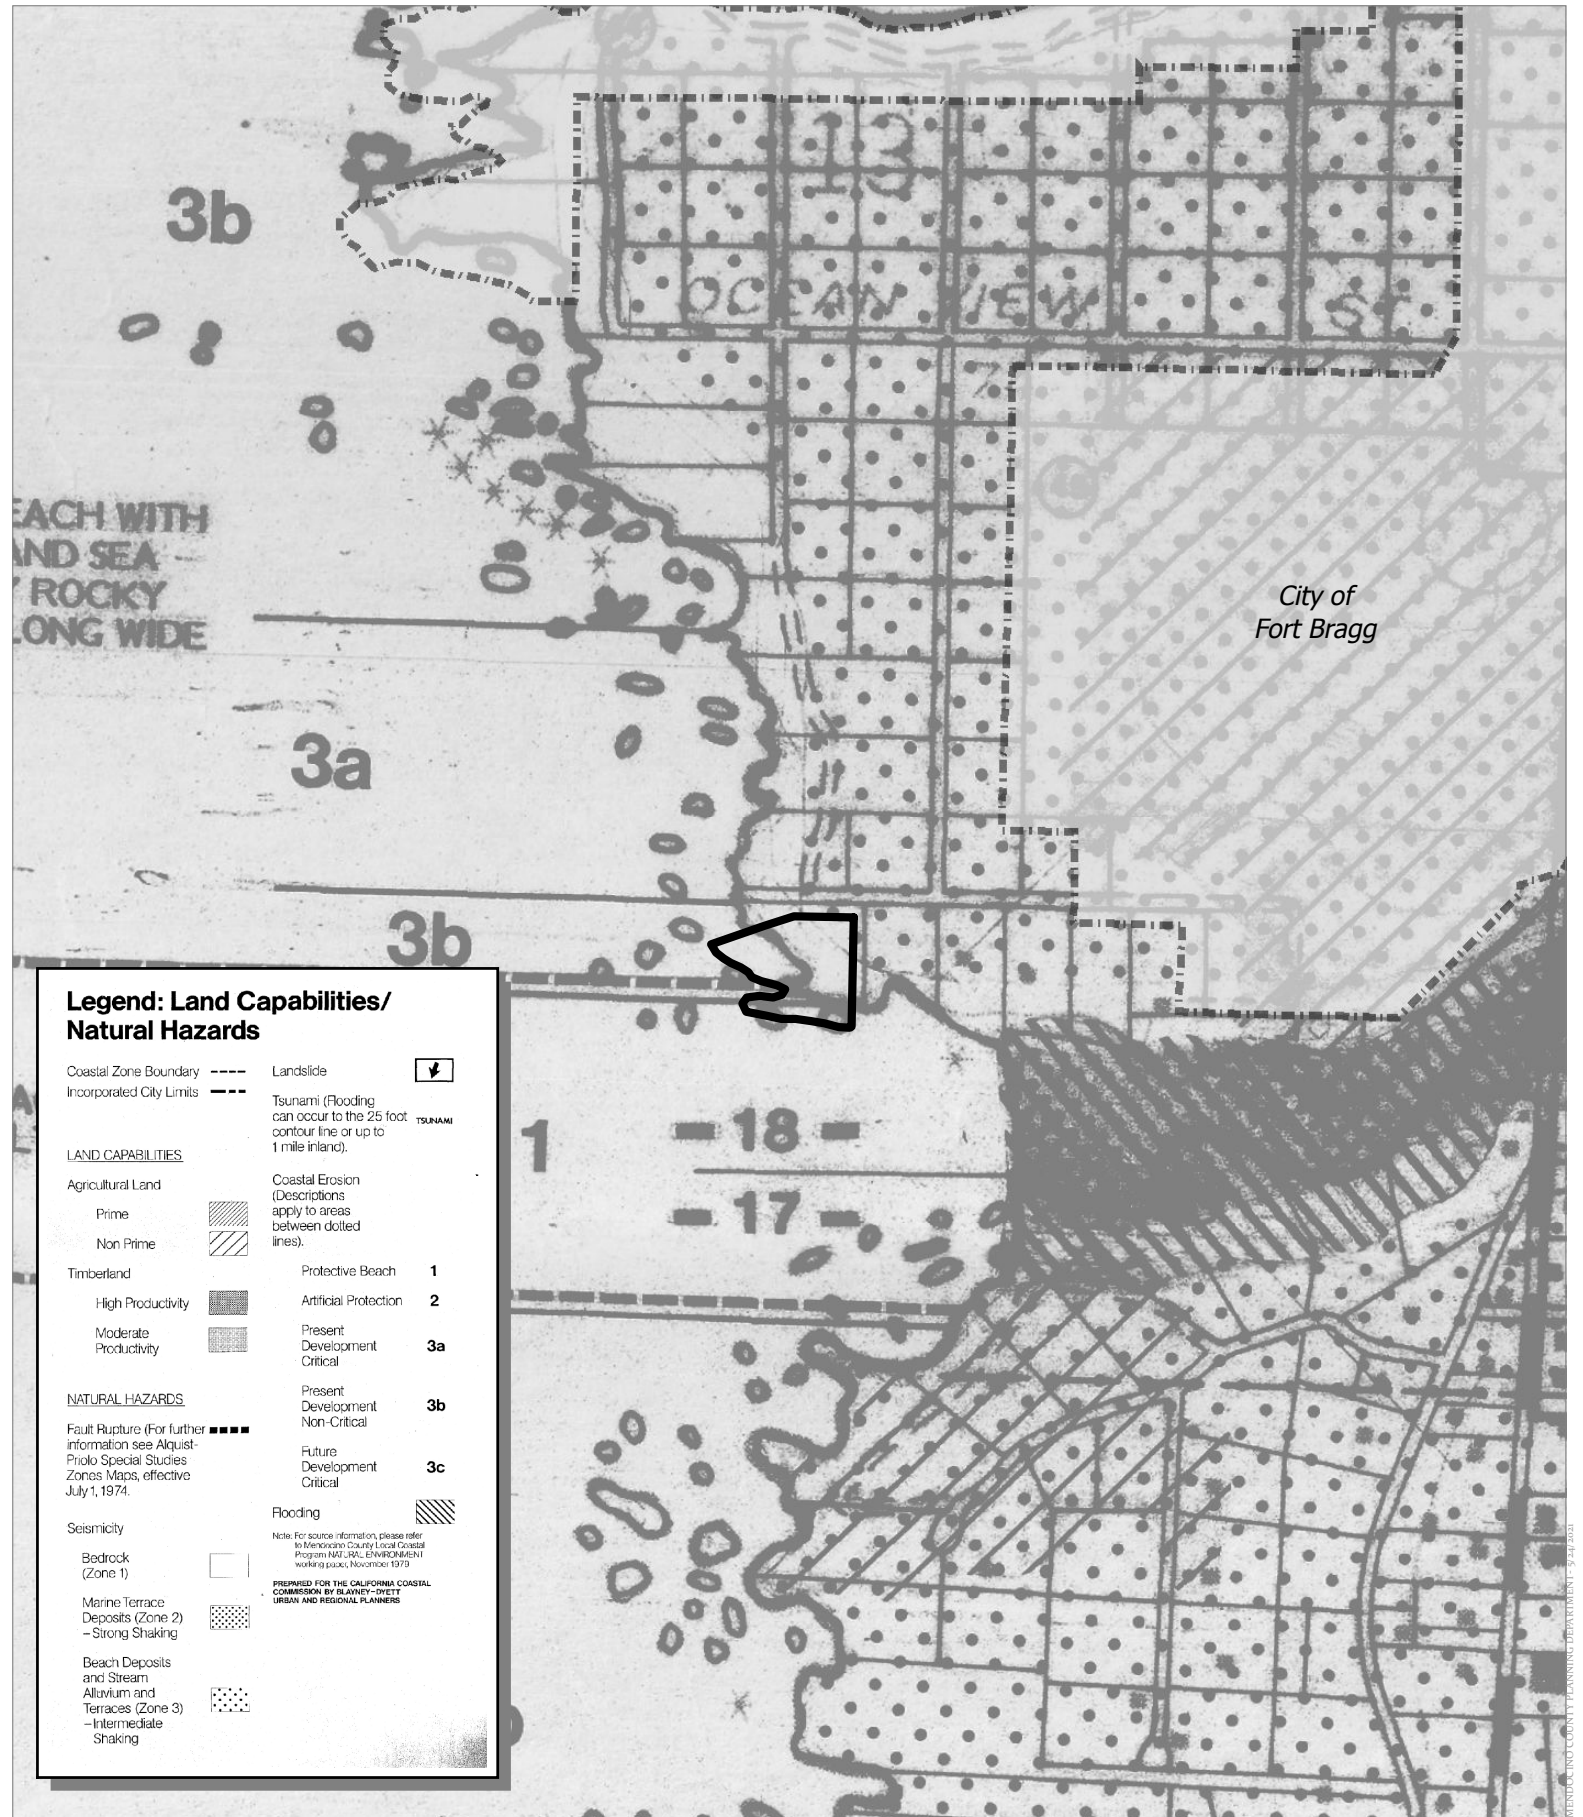 13
3b
OCEAN VIEW
EACH WITH
AND SEA
ROCKY
LONG WIDE
City of
Fort Bragg
3a
3b
1
18
17
Legend: Land Capabilities/
Natural Hazards
Coastal Zone Boundary
Incorporated City Limits
LAND CAPABILITIES
Agricultural Land
Prime
Non Prime
Timberland
High Productivity
Moderate
Productivity
NATURAL HAZARDS
Fault Rupture (For further
information see Alquist-
Priolo Special Studies
Zones Maps, effective
July 1, 1974.
Seismicity
Bedrock
(Zone 1)
Marine Terrace
Deposits (Zone 2)
–Strong Shaking
Beach Deposits
and Stream
Alluvium and
Terraces (Zone 3)
–Intermediate
Shaking
Landslide
Tsunami (Flooding
can occur to the 25 foot
contour line or up to
1 mile inland).
TSUNAMI
Coastal Erosion
(Descriptions
apply to areas
between dotted
lines).
Protective Beach 1
Artificial Protection 2
Present
Development 3a
Critical
Present
Development 3b
Non-Critical
Future
Development 3c
Critical
Flooding
Note: For source information, please refer
to Mendocino County Local Coastal
Program NATURAL ENVIRONMENT
working paper, November 1979
PREPARED FOR THE CALIFORNIA COASTAL
COMMISSION BY BLAYNEY-DYETT
URBAN AND REGIONAL PLANNERS
MENDOCINO COUNTY PLANNING DEPARTMENT - 5/24/2021